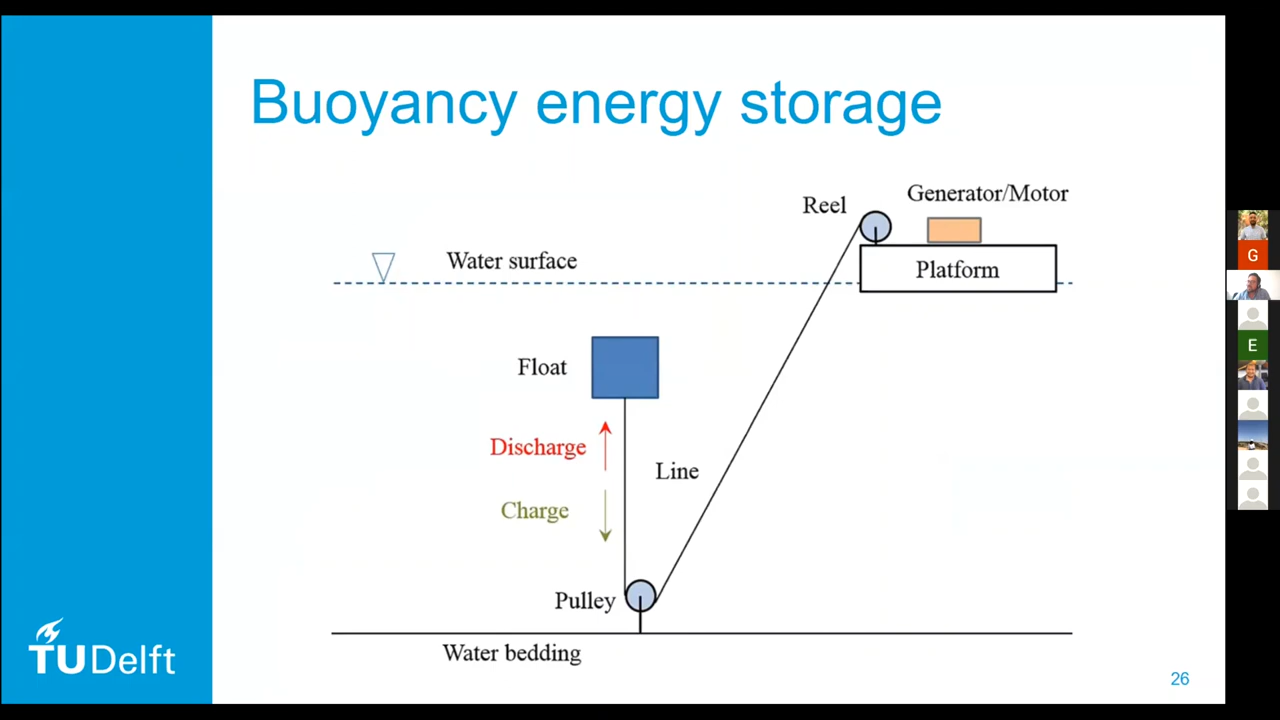 Buoyancy energy storage
Generator/Motor
Reel
Water surface
Platform
Float
Discharge
Line
Charge
Pulley
Water bedding
TUDelft
26
G
E